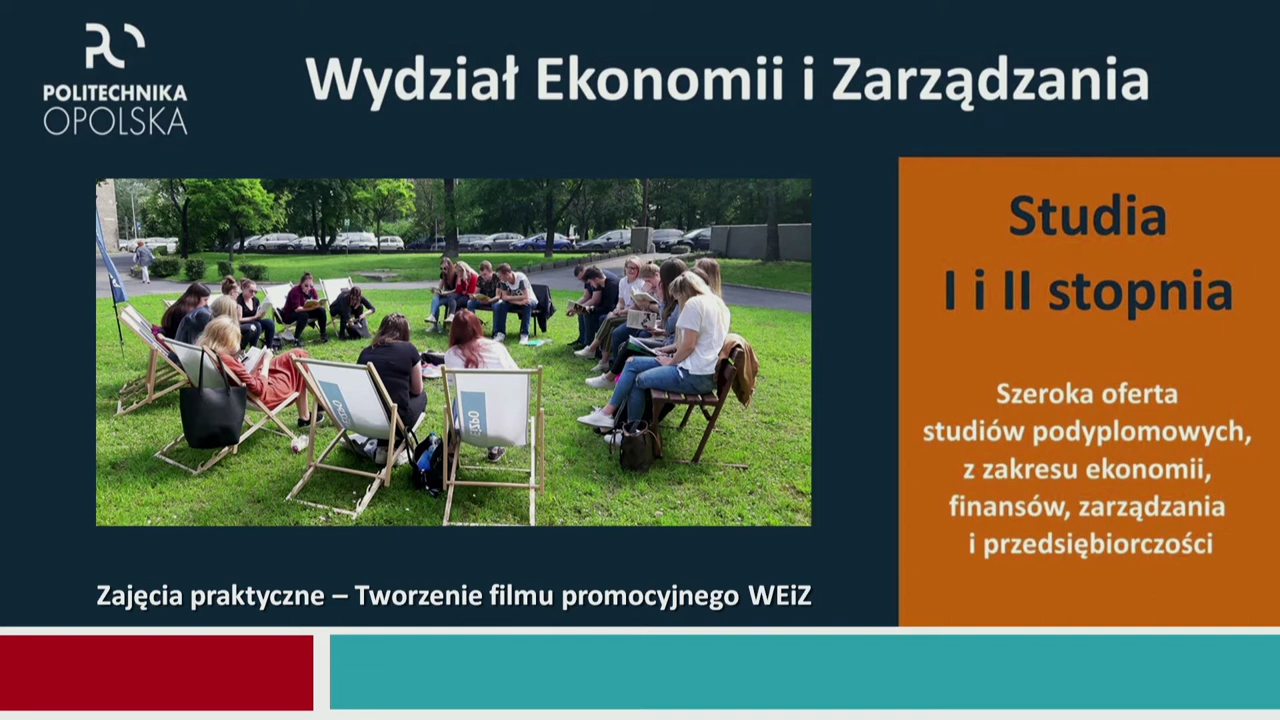 POLITECHNIKA
OPOLSKA
Wydział Ekonomii i Zarządzania
Studia
I i II stopnia
Szeroka oferta
studiów podyplomowych,
z zakresu ekonomii,
finansów, zarządzania
i przedsiębiorczości
Zajęcia praktyczne – Tworzenie filmu promocyjnego WEiZ